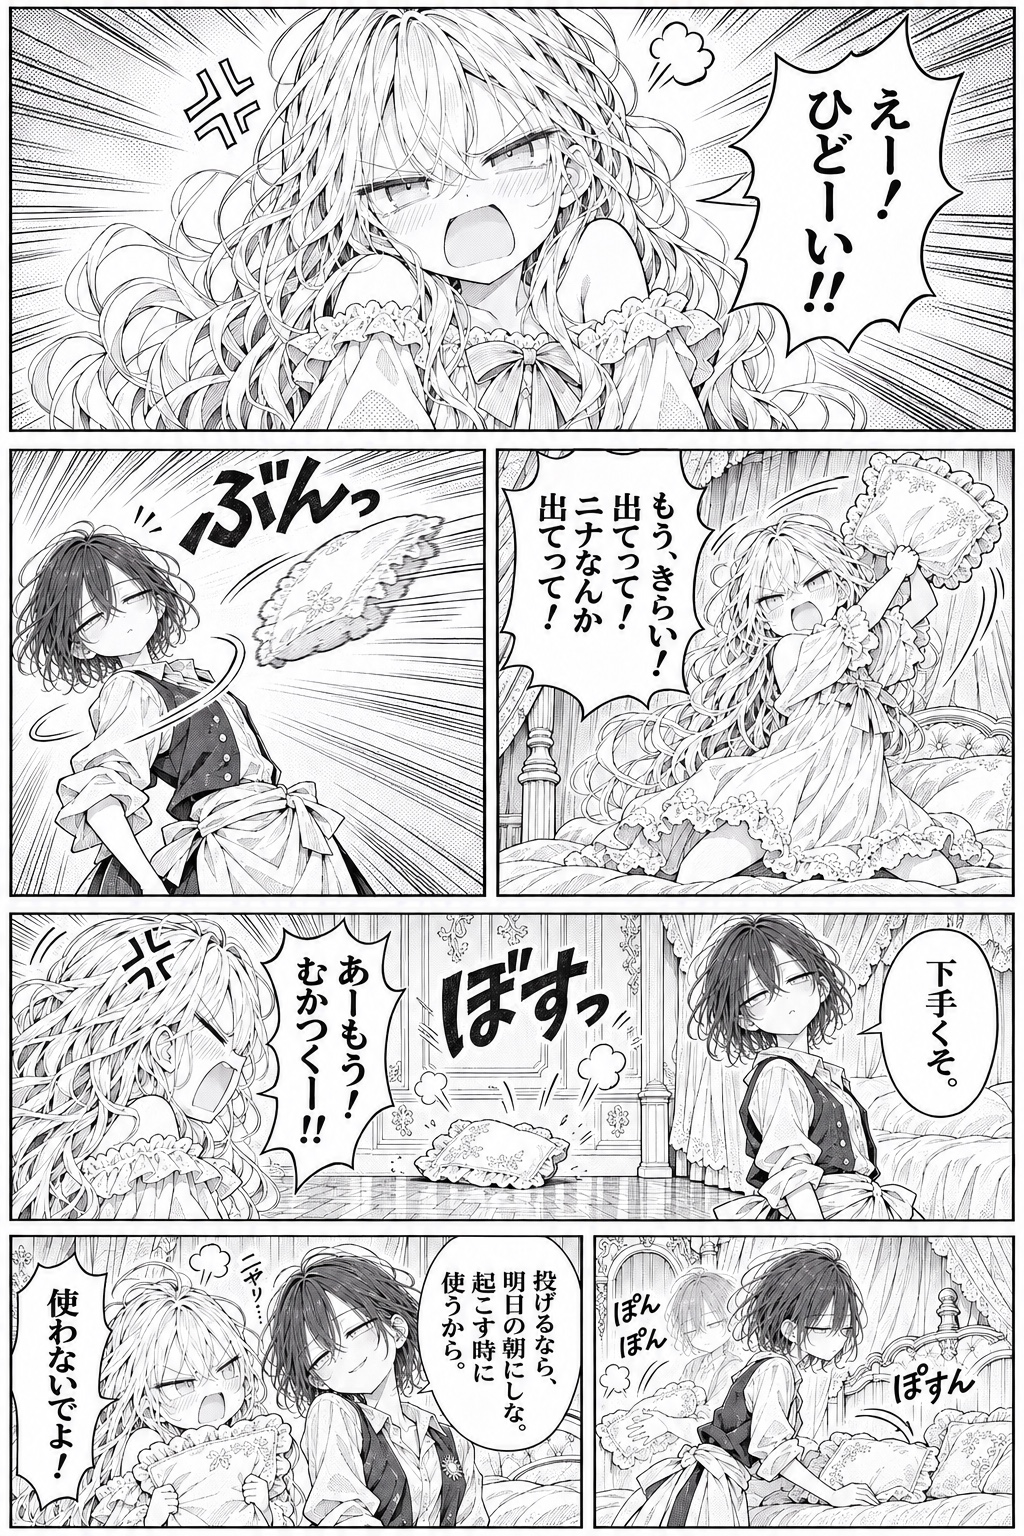 えー！
ひどーい！！
もう、きらい！
出てって！
ニナなんか
出てって！
ぶんっ
下手くそ。
ぼすっ
あーもう！
むかつくー！！
ぽん
ぽん
ぽすん
投げるなら、
明日の朝にしな。
起こす時に
使うから。
ニヤリ…
使わないでよ！